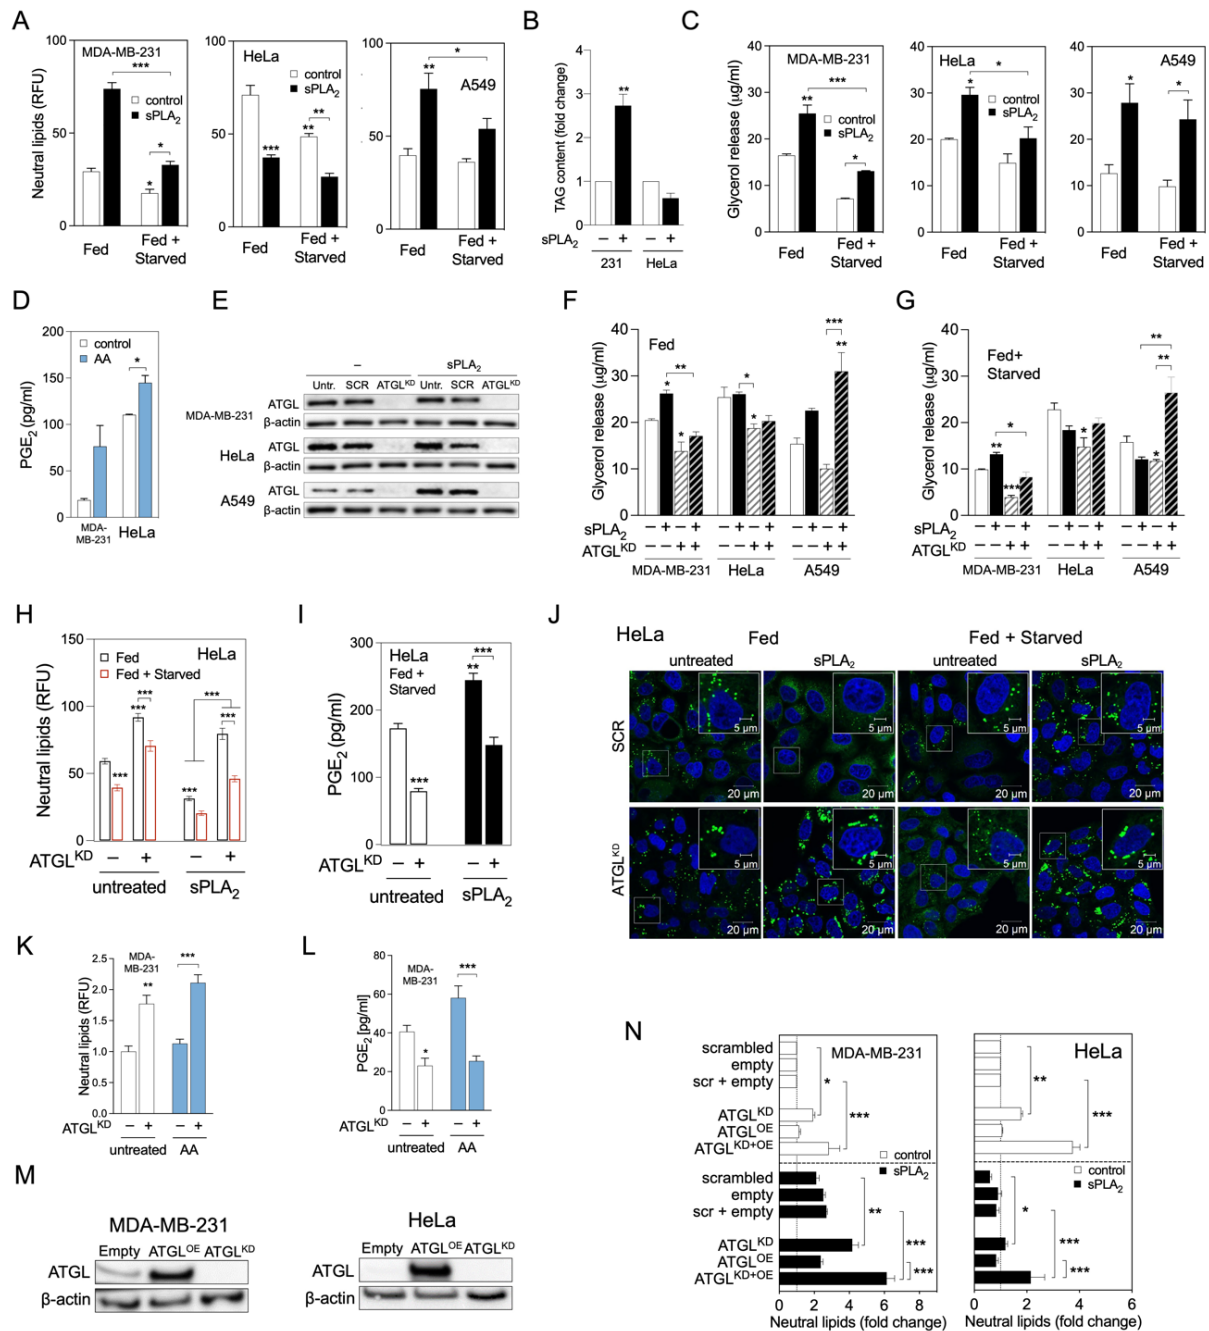 A
Neutral lipids (RFU)
100
50
0
MDA-MB-231
***
control
sPLA2
*
*
Fed
Fed +
Starved
100
50
0
HeLa
control
sPLA2
**
**
***
Fed
Fed +
Starved
100
50
0
*
**
A549
Fed
Fed +
Starved
B
TAG content (fold change)
4
3
2
1
0
**
sPLA2
– + – +
231 HeLa
C
Glycerol release (µg/ml)
40
30
20
10
0
MDA-MB-231
***
**
control
sPLA2
*
Fed
Fed +
Starved
40
30
20
10
0
HeLa
*
*
control
sPLA2
Fed
Fed +
Starved
40
30
20
10
0
A549
*
*
Fed
Fed +
Starved
D
PGE2 (pg/ml)
200
150
100
50
0
control
AA
*
MDA-
MB-231
HeLa
E
– sPLA2
Untr. SCR ATGLKD Untr. SCR ATGLKD
MDA-MB-231
ATGL
β-actin
HeLa
ATGL
β-actin
A549
ATGL
β-actin
F
Glycerol release (µg/ml)
40
30
20
10
0
Fed
***
**
* **
*
*
*
sPLA2 – + – + – + – + – + – +
ATGLKD – – + + – – + + – – + +
MDA-MB-231 HeLa A549
G
Glycerol release (µg/ml)
40
30
20
10
0
Fed+
Starved
**
**
*
**
***
*
*
sPLA2 – + – + – + – + – + – +
ATGLKD – – + + – – + + – – + +
MDA-MB-231 HeLa A549
H
Neutral lipids (RFU)
150
100
50
0
Fed
Fed + Starved
HeLa
***
***
***
***
***
***
ATGLKD – + – +
untreated sPLA2
I
PGE2 (pg/ml)
300
200
100
0
HeLa
Fed +
Starved
***
**
***
ATGLKD – + – +
untreated sPLA2
J
HeLa Fed Fed + Starved
untreated sPLA2 untreated sPLA2
SCR
5 µm 5 µm 5 µm 5 µm
20 µm 20 µm 20 µm 20 µm
ATGLKD
5 µm 5 µm 5 µm 5 µm
20 µm 20 µm 20 µm 20 µm
K
Neutral lipids (RFU)
2.5
2.0
1.5
1.0
0.5
0.0
MDA-
MB-231
***
**
ATGLKD – + – +
untreated AA
L
PGE2 [pg/ml]
80
60
40
20
0
MDA-
MB-231
***
*
ATGLKD – + – +
untreated AA
M
MDA-MB-231
Empty ATGLOE ATGLKD
ATGL
β-actin
HeLa
Empty ATGLOE ATGLKD
ATGL
β-actin
N
MDA-MB-231
scrambled
empty
scr + empty
ATGLKD
ATGLOE
ATGLKD+OE
*
***
control
sPLA2
scrambled
empty
scr + empty
ATGLKD
ATGLOE
ATGLKD+OE
**
***
***
0 2 4 6 8
Neutral lipids (fold change)
HeLa
**
***
control
sPLA2
*
***
***
0 2 4 6
Neutral lipids (fold change)